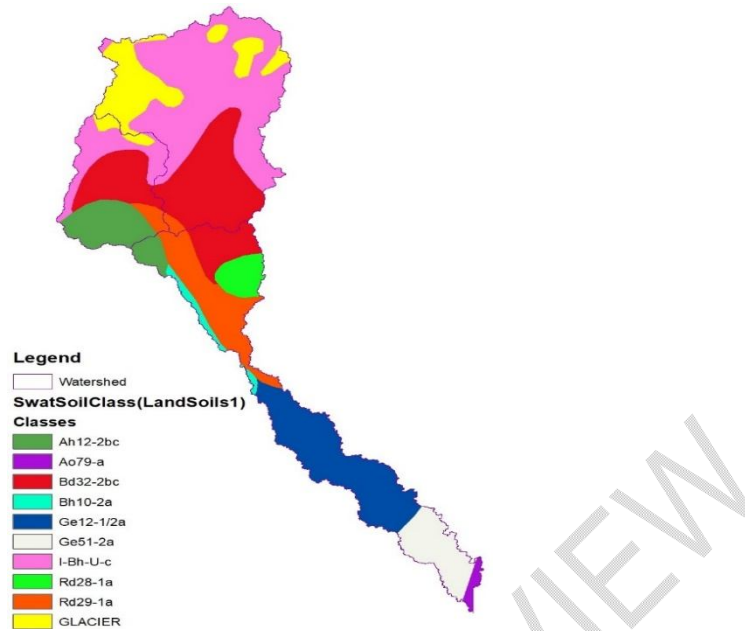 Legend
Watershed
SwatSoilClass(LandSoils1)
Classes
Ah12-2bc
Ao79-a
Bd32-2bc
Bh10-2a
Ge12-1/2a
Ge51-2a
I-Bh-U-c
Rd28-1a
Rd29-1a
GLACIER
VIEW